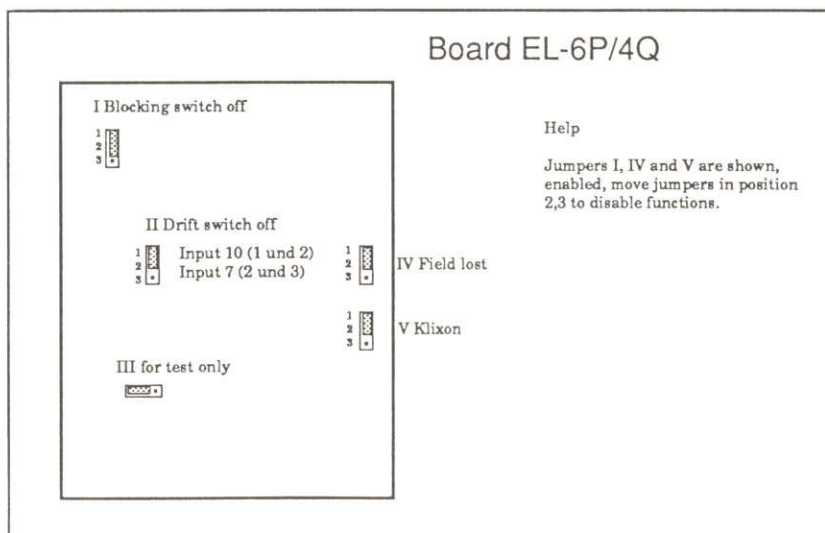 Board EL-6P/4Q
I Blocking switch off
1
2
3
Help
Jumpers I, IV and V are shown,
enabled, move jumpers in position
2,3 to disable functions.
II Drift switch off
1
2
3
Input 10 (1 und 2)
Input 7 (2 und 3)
1
2
3
IV Field lost
1
2
3
V Klixon
III for test only